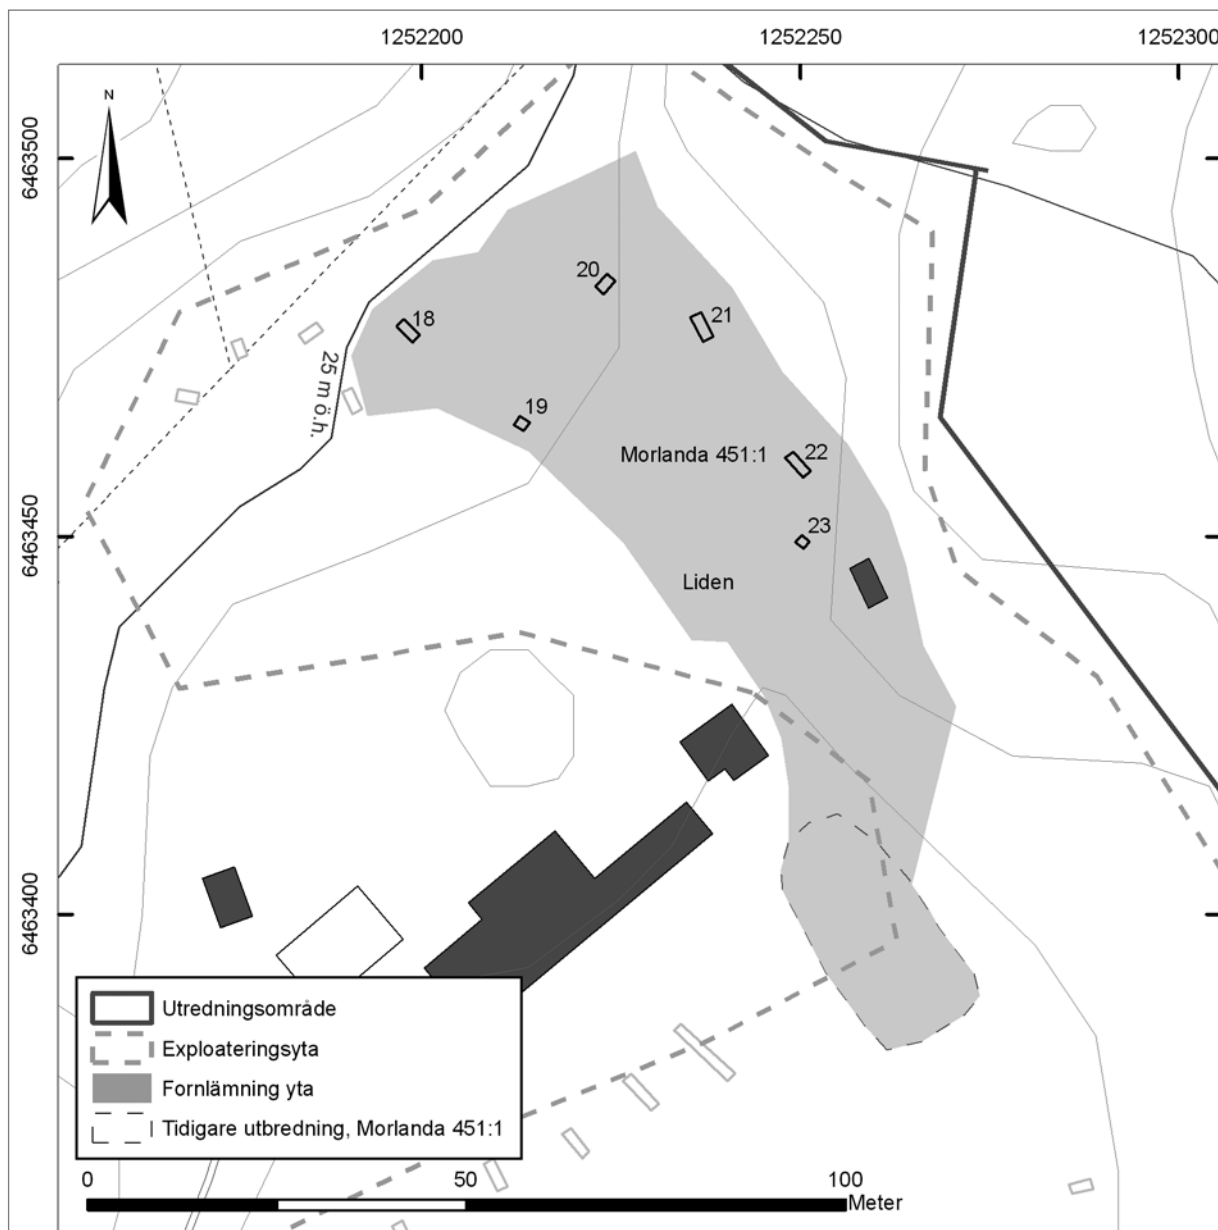 1252200
1252250
1252300
N
6463500
20
21
18
25 m ö.h.
19
Morlanda 451:1
22
6463450
23
Liden
6463400
Utredningsområde
Exploateringsyta
Fornlämning yta
Tidigare utbredning, Morlanda 451:1
0
50
100
Meter